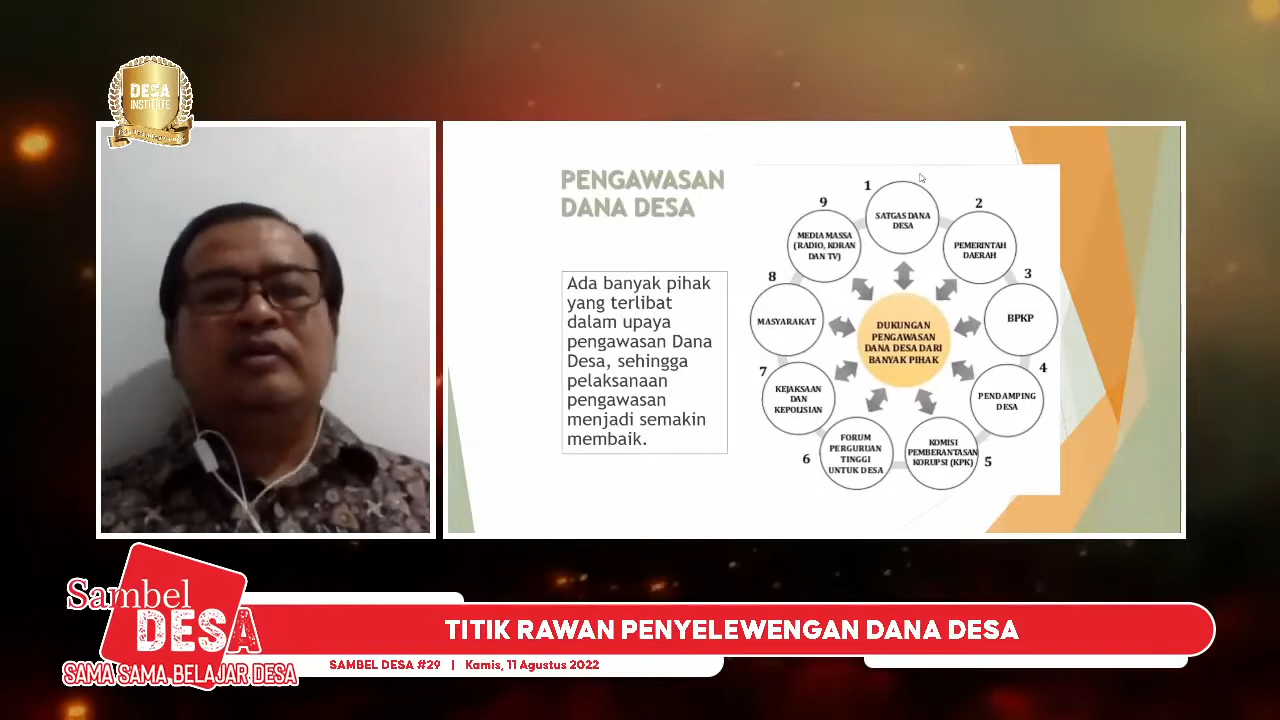 DESA
INSTITUTE
PENGAWASAN
DANA DESA
Ada banyak pihak
yang terlibat
dalam upaya
pengawasan Dana
Desa, sehingga
pelaksanaan
pengawasan
menjadi semakin
membaik.
1
SATGAS DANA
DESA
2
PEMERINTAH
DAERAH
3
BPKP
4
PENDAMPING
DESA
5
KOMISI
PEMBERANTASAN
KORUPSI (KPK)
6
FORUM
PERGURUAN
TINGGI
UNTUK DESA
7
KEJAKSAAN
DAN
KEPOLISIAN
8
MASYARAKAT
9
MEDIA MASSA
(RADIO, KORAN
DAN TV)
DUKUNGAN
PENGAWASAN
DANA DESA DARI
BANYAK PIHAK
Sambel
DESA
SAMA SAMA BELAJAR DESA
TITIK RAWAN PENYELEWENGAN DANA DESA
SAMBEL DESA #29 | Kamis, 11 Agustus 2022